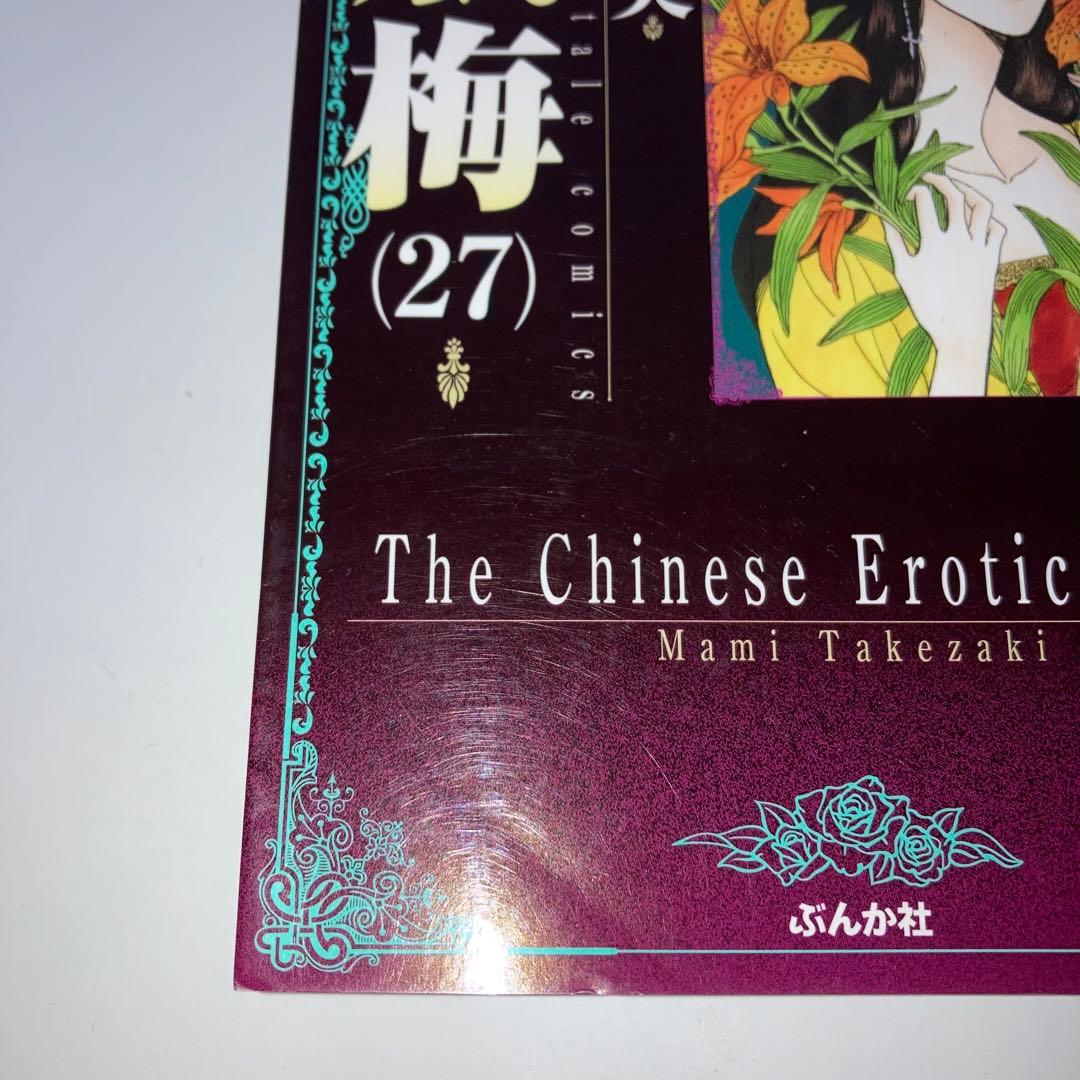 梅
(27)
tale comics
The Chinese Erotic
Mami Takezaki
ぶんか社